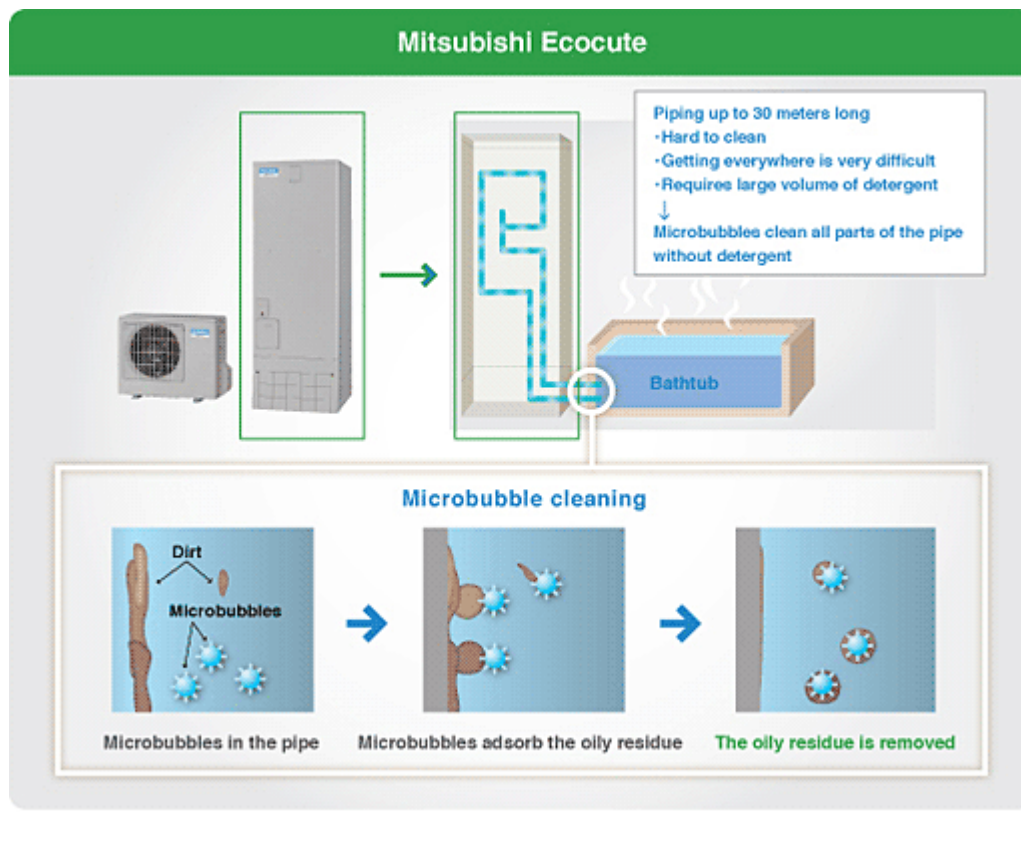 Mitsubishi Ecocute
Piping up to 30 meters long
・Hard to clean
・Getting everywhere is very difficult
・Requires large volume of detergent
↓
Microbubbles clean all parts of the pipe
without detergent
Bathtub
Microbubble cleaning
Dirt
Microbubbles
Microbubbles in the pipe
Microbubbles adsorb the oily residue
The oily residue is removed